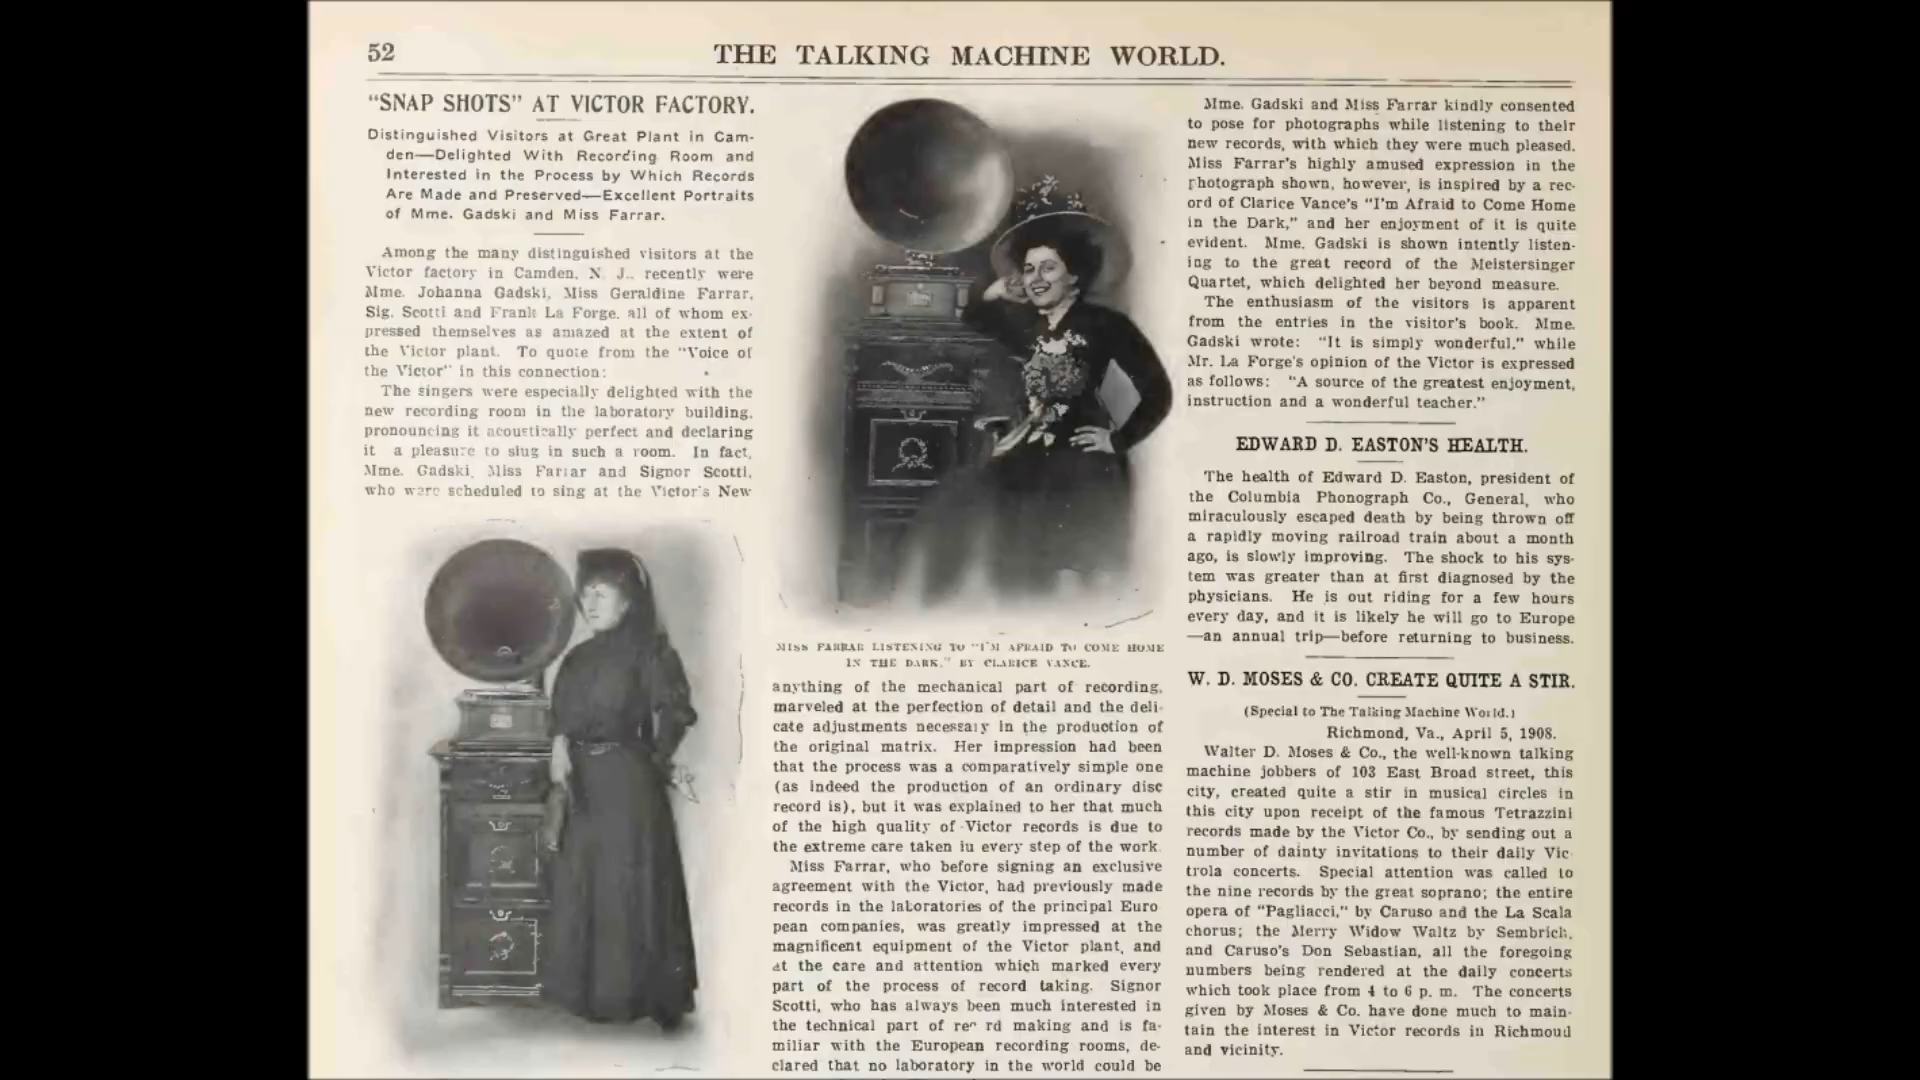 52
THE TALKING MACHINE WORLD.
"SNAP SHOTS" AT VICTOR FACTORY.
Distinguished Visitors at Great Plant in Cam-
den—Delighted With Recording Room and
Interested in the Process by Which Records
Are Made and Preserved—Excellent Portraits
of Mme. Gadski and Miss Farrar.
Among the many distinguished visitors at the
Victor factory in Camden, N. J., recently were
Mme. Johanna Gadski, Miss Geraldine Farrar,
Sig. Scotti and Frank La Forge, all of whom ex-
pressed themselves as amazed at the extent of
the Victor plant. To quote from the "Voice of
the Victor" in this connection:
The singers were especially delighted with the
new recording room in the laboratory building,
pronouncing it acoustically perfect and declaring
it a pleasure to sing in such a room. In fact,
Mme. Gadski, Miss Farrar and Signor Scotti,
who were scheduled to sing at the Victor's New
MISS FARRAR LISTENING TO "I'M AFRAID TO COME HOME
IN THE DARK," BY CLARICE VANCE.
anything of the mechanical part of recording,
marveled at the perfection of detail and the deli-
cate adjustments necessary in the production of
the original matrix. Her impression had been
that the process was a comparatively simple one
(as indeed the production of an ordinary disc
record is), but it was explained to her that much
of the high quality of Victor records is due to
the extreme care taken in every step of the work.
Miss Farrar, who before signing an exclusive
agreement with the Victor, had previously made
records in the laboratories of the principal Euro
pean companies, was greatly impressed at the
magnificent equipment of the Victor plant, and
at the care and attention which marked every
part of the process of record taking. Signor
Scotti, who has always been much interested in
the technical part of re rd making and is fa-
miliar with the European recording rooms, de-
clared that no laboratory in the world could be
Mme. Gadski and Miss Farrar kindly consented
to pose for photographs while listening to their
new records, with which they were much pleased.
Miss Farrar's highly amused expression in the
photograph shown, however, is inspired by a rec-
ord of Clarice Vance's "I'm Afraid to Come Home
in the Dark," and her enjoyment of it is quite
evident. Mme. Gadski is shown intently listen-
ing to the great record of the Meistersinger
Quartet, which delighted her beyond measure.
The enthusiasm of the visitors is apparent
from the entries in the visitor's book. Mme.
Gadski wrote: "It is simply wonderful," while
Mr. La Forge's opinion of the Victor is expressed
as follows: "A source of the greatest enjoyment,
instruction and a wonderful teacher."
EDWARD D. EASTON'S HEALTH.
The health of Edward D. Easton, president of
the Columbia Phonograph Co., General, who
miraculously escaped death by being thrown off
a rapidly moving railroad train about a month
ago, is slowly improving. The shock to his sys-
tem was greater than at first diagnosed by the
physicians. He is out riding for a few hours
every day, and it is likely he will go to Europe
—an annual trip—before returning to business.
W. D. MOSES & CO. CREATE QUITE A STIR.
(Special to The Talking Machine World.)
Richmond, Va., April 5, 1908.
Walter D. Moses & Co., the well-known talking
machine jobbers of 103 East Broad street, this
city, created quite a stir in musical circles in
this city upon receipt of the famous Tetrazzini
records made by the Victor Co., by sending out a
number of dainty invitations to their daily Vic
trola concerts. Special attention was called to
the nine records by the great soprano; the entire
opera of "Pagliacci," by Caruso and the La Scala
chorus; the Merry Widow Waltz by Sembrich,
and Caruso's Don Sebastian, all the foregoing
numbers being rendered at the daily concerts
which took place from 4 to 6 p. m. The concerts
given by Moses & Co. have done much to main-
tain the interest in Victor records in Richmond
and vicinity.